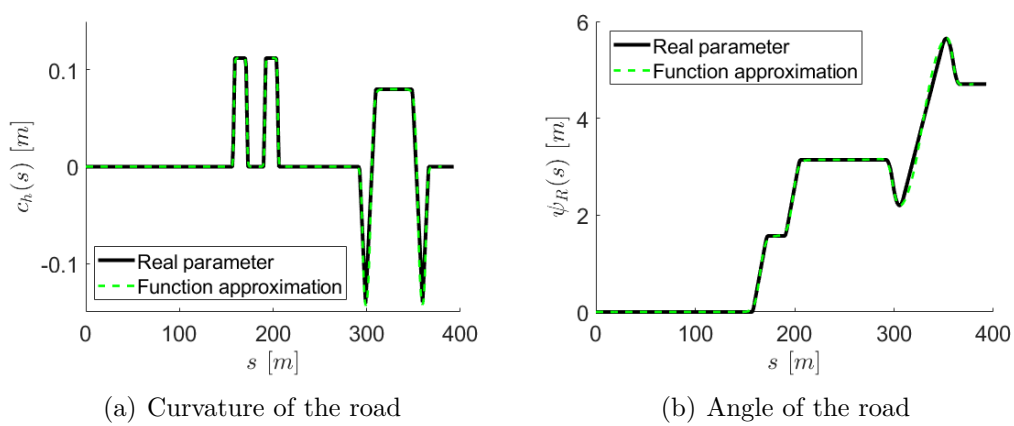 0.1
0
-0.1
c_h(s) [m]
Real parameter
Function approximation
0 100 200 300 400
s [m]
(a) Curvature of the road
6
4
2
0
ψ_R(s) [m]
Real parameter
Function approximation
0 100 200 300 400
s [m]
(b) Angle of the road